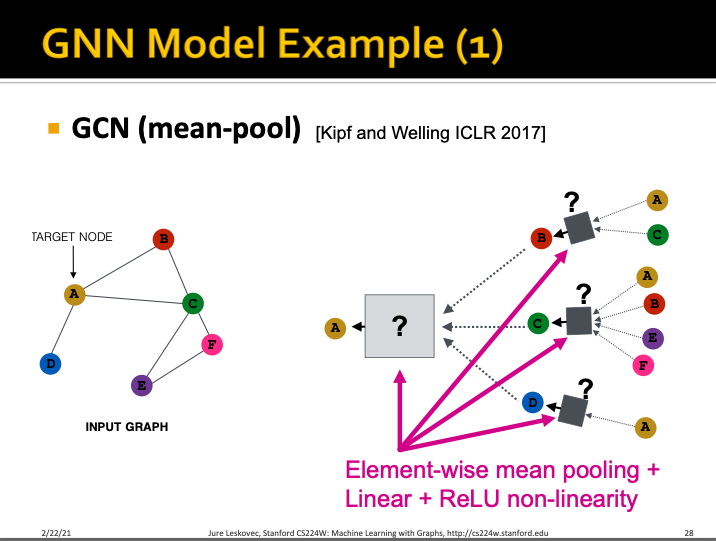 GNN Model Example (1)
GCN (mean-pool) [Kipf and Welling ICLR 2017]
TARGET NODE
B
A
C
F
D
E
INPUT GRAPH
A
?
B
?
A
C
C
?
A
B
E
F
D
?
A
Element-wise mean pooling +
Linear + ReLU non-linearity
2/22/21
Jure Leskovec, Stanford CS224W: Machine Learning with Graphs, http://cs224w.stanford.edu
28